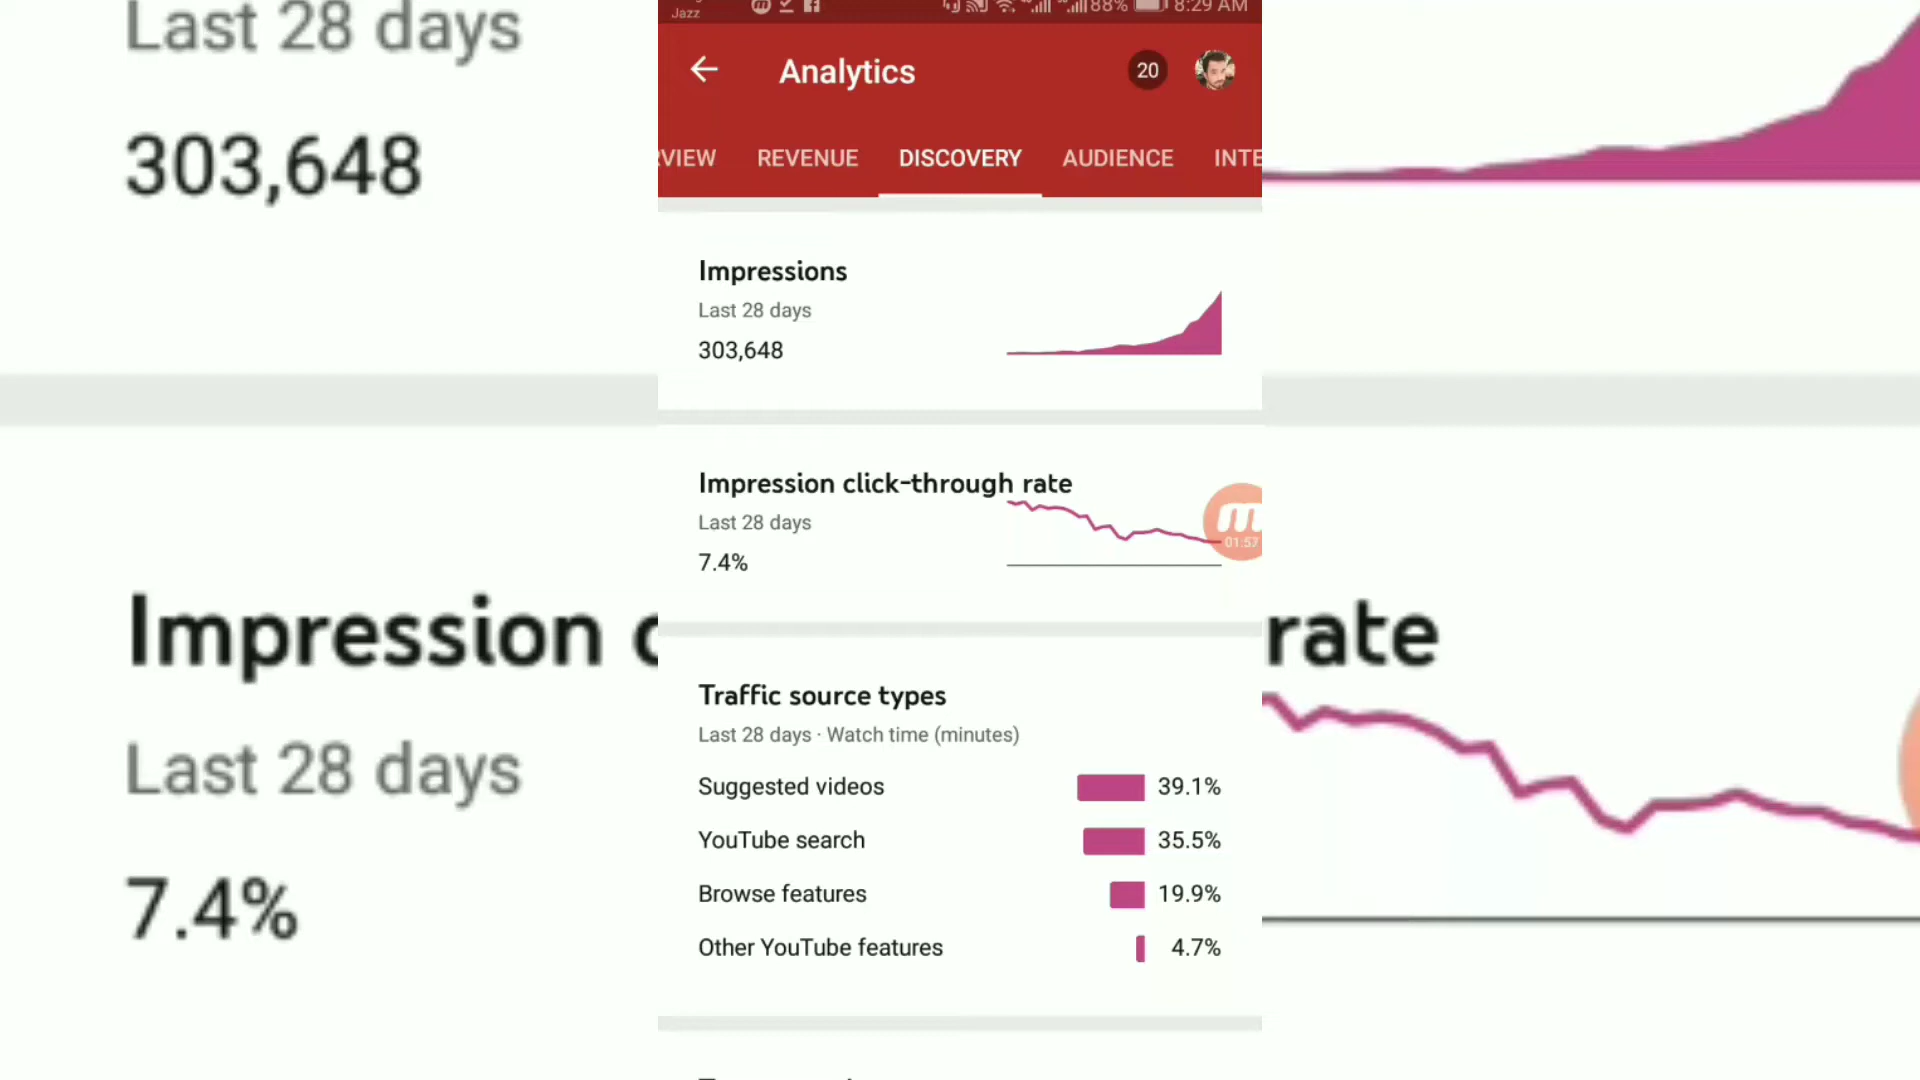 Last 28 days
303,648
Impression
Last 28 days
7.4%
Jazz
88%
8:29 AM
Analytics
20
VIEW REVENUE DISCOVERY AUDIENCE INTE
Impressions
Last 28 days
303,648
Impression click-through rate
Last 28 days
7.4%
01:57
Traffic source types
Last 28 days · Watch time (minutes)
Suggested videos 39.1%
YouTube search 35.5%
Browse features 19.9%
Other YouTube features 4.7%
rate